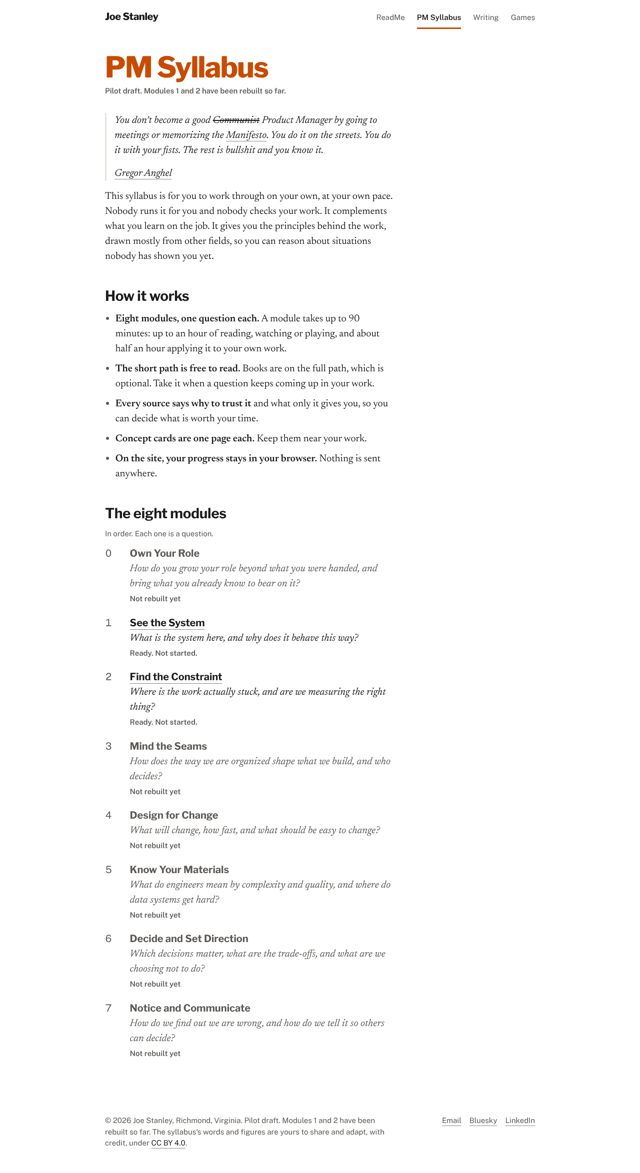 Joe Stanley
ReadMe PM Syllabus Writing Games
PM Syllabus
Pilot draft. Modules 1 and 2 have been rebuilt so far.
You don't become a good Communist Product Manager by going to
meetings or memorizing the Manifesto. You do it on the streets. You do
it with your fists. The rest is bullshit and you know it.
Gregor Anghel
This syllabus is for you to work through on your own, at your own pace.
Nobody runs it for you and nobody checks your work. It complements
what you learn on the job. It gives you the principles behind the work,
drawn mostly from other fields, so you can reason about situations
nobody has shown you yet.
How it works
• Eight modules, one question each. A module takes up to 90
minutes: up to an hour of reading, watching or playing, and about
half an hour applying it to your own work.
• The short path is free to read. Books are on the full path, which is
optional. Take it when a question keeps coming up in your work.
• Every source says why to trust it and what only it gives you, so you
can decide what is worth your time.
• Concept cards are one page each. Keep them near your work.
• On the site, your progress stays in your browser. Nothing is sent
anywhere.
The eight modules
In order. Each one is a question.
0 Own Your Role
How do you grow your role beyond what you were handed, and
bring what you already know to bear on it?
Not rebuilt yet
1 See the System
What is the system here, and why does it behave this way?
Ready. Not started.
2 Find the Constraint
Where is the work actually stuck, and are we measuring the right
thing?
Ready. Not started.
3 Mind the Seams
How does the way we are organized shape what we build, and who
decides?
Not rebuilt yet
4 Design for Change
What will change, how fast, and what should be easy to change?
Not rebuilt yet
5 Know Your Materials
What do engineers mean by complexity and quality, and where do
data systems get hard?
Not rebuilt yet
6 Decide and Set Direction
Which decisions matter, what are the trade-offs, and what are we
choosing not to do?
Not rebuilt yet
7 Notice and Communicate
How do we find out we are wrong, and how do we tell it so others
can decide?
Not rebuilt yet
© 2026 Joe Stanley, Richmond, Virginia. Pilot draft. Modules 1 and 2 have been
rebuilt so far. The syllabus's words and figures are yours to share and adapt, with
credit, under CC BY 4.0.
Email Bluesky LinkedIn